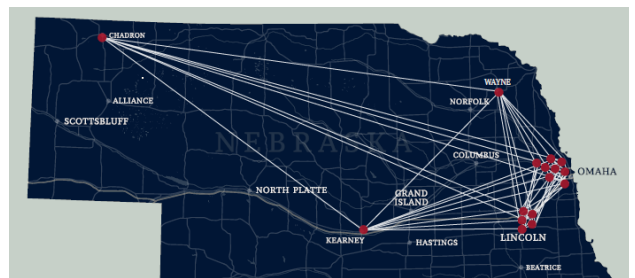 CHADRON
WAYNE
ALLIANCE
NORFOLK
SCOTTSBLUFF
NEBRASKA
COLUMBUS
OMAHA
NORTH PLATTE
GRAND
ISLAND
KEARNEY
HASTINGS
LINCOLN
BEATRICE